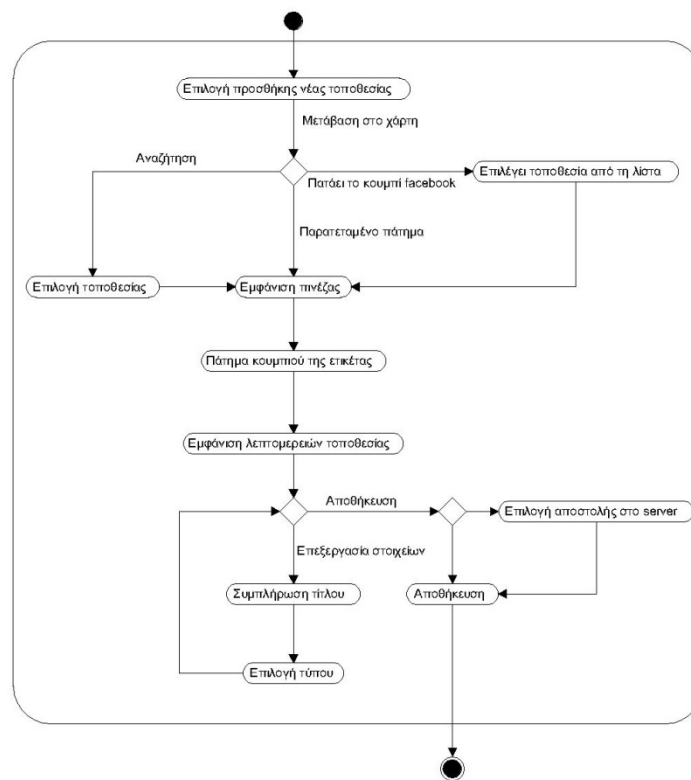 Επιλογή προσθήκης νέας τοποθεσίας
Μετάβαση στο χάρτη
Αναζήτηση
Πατάει το κουμπί facebook
Επιλέγει τοποθεσία από τη λίστα
Παρατεταμένο πάτημα
Επιλογή τοποθεσίας
Εμφάνιση πινέζας
Πάτημα κουμπιού της ετικέτας
Εμφάνιση λεπτομερειών τοποθεσίας
Αποθήκευση
Επιλογή αποστολής στο server
Επεξεργασία στοιχείων
Συμπλήρωση τίτλου
Αποθήκευση
Επιλογή τύπου